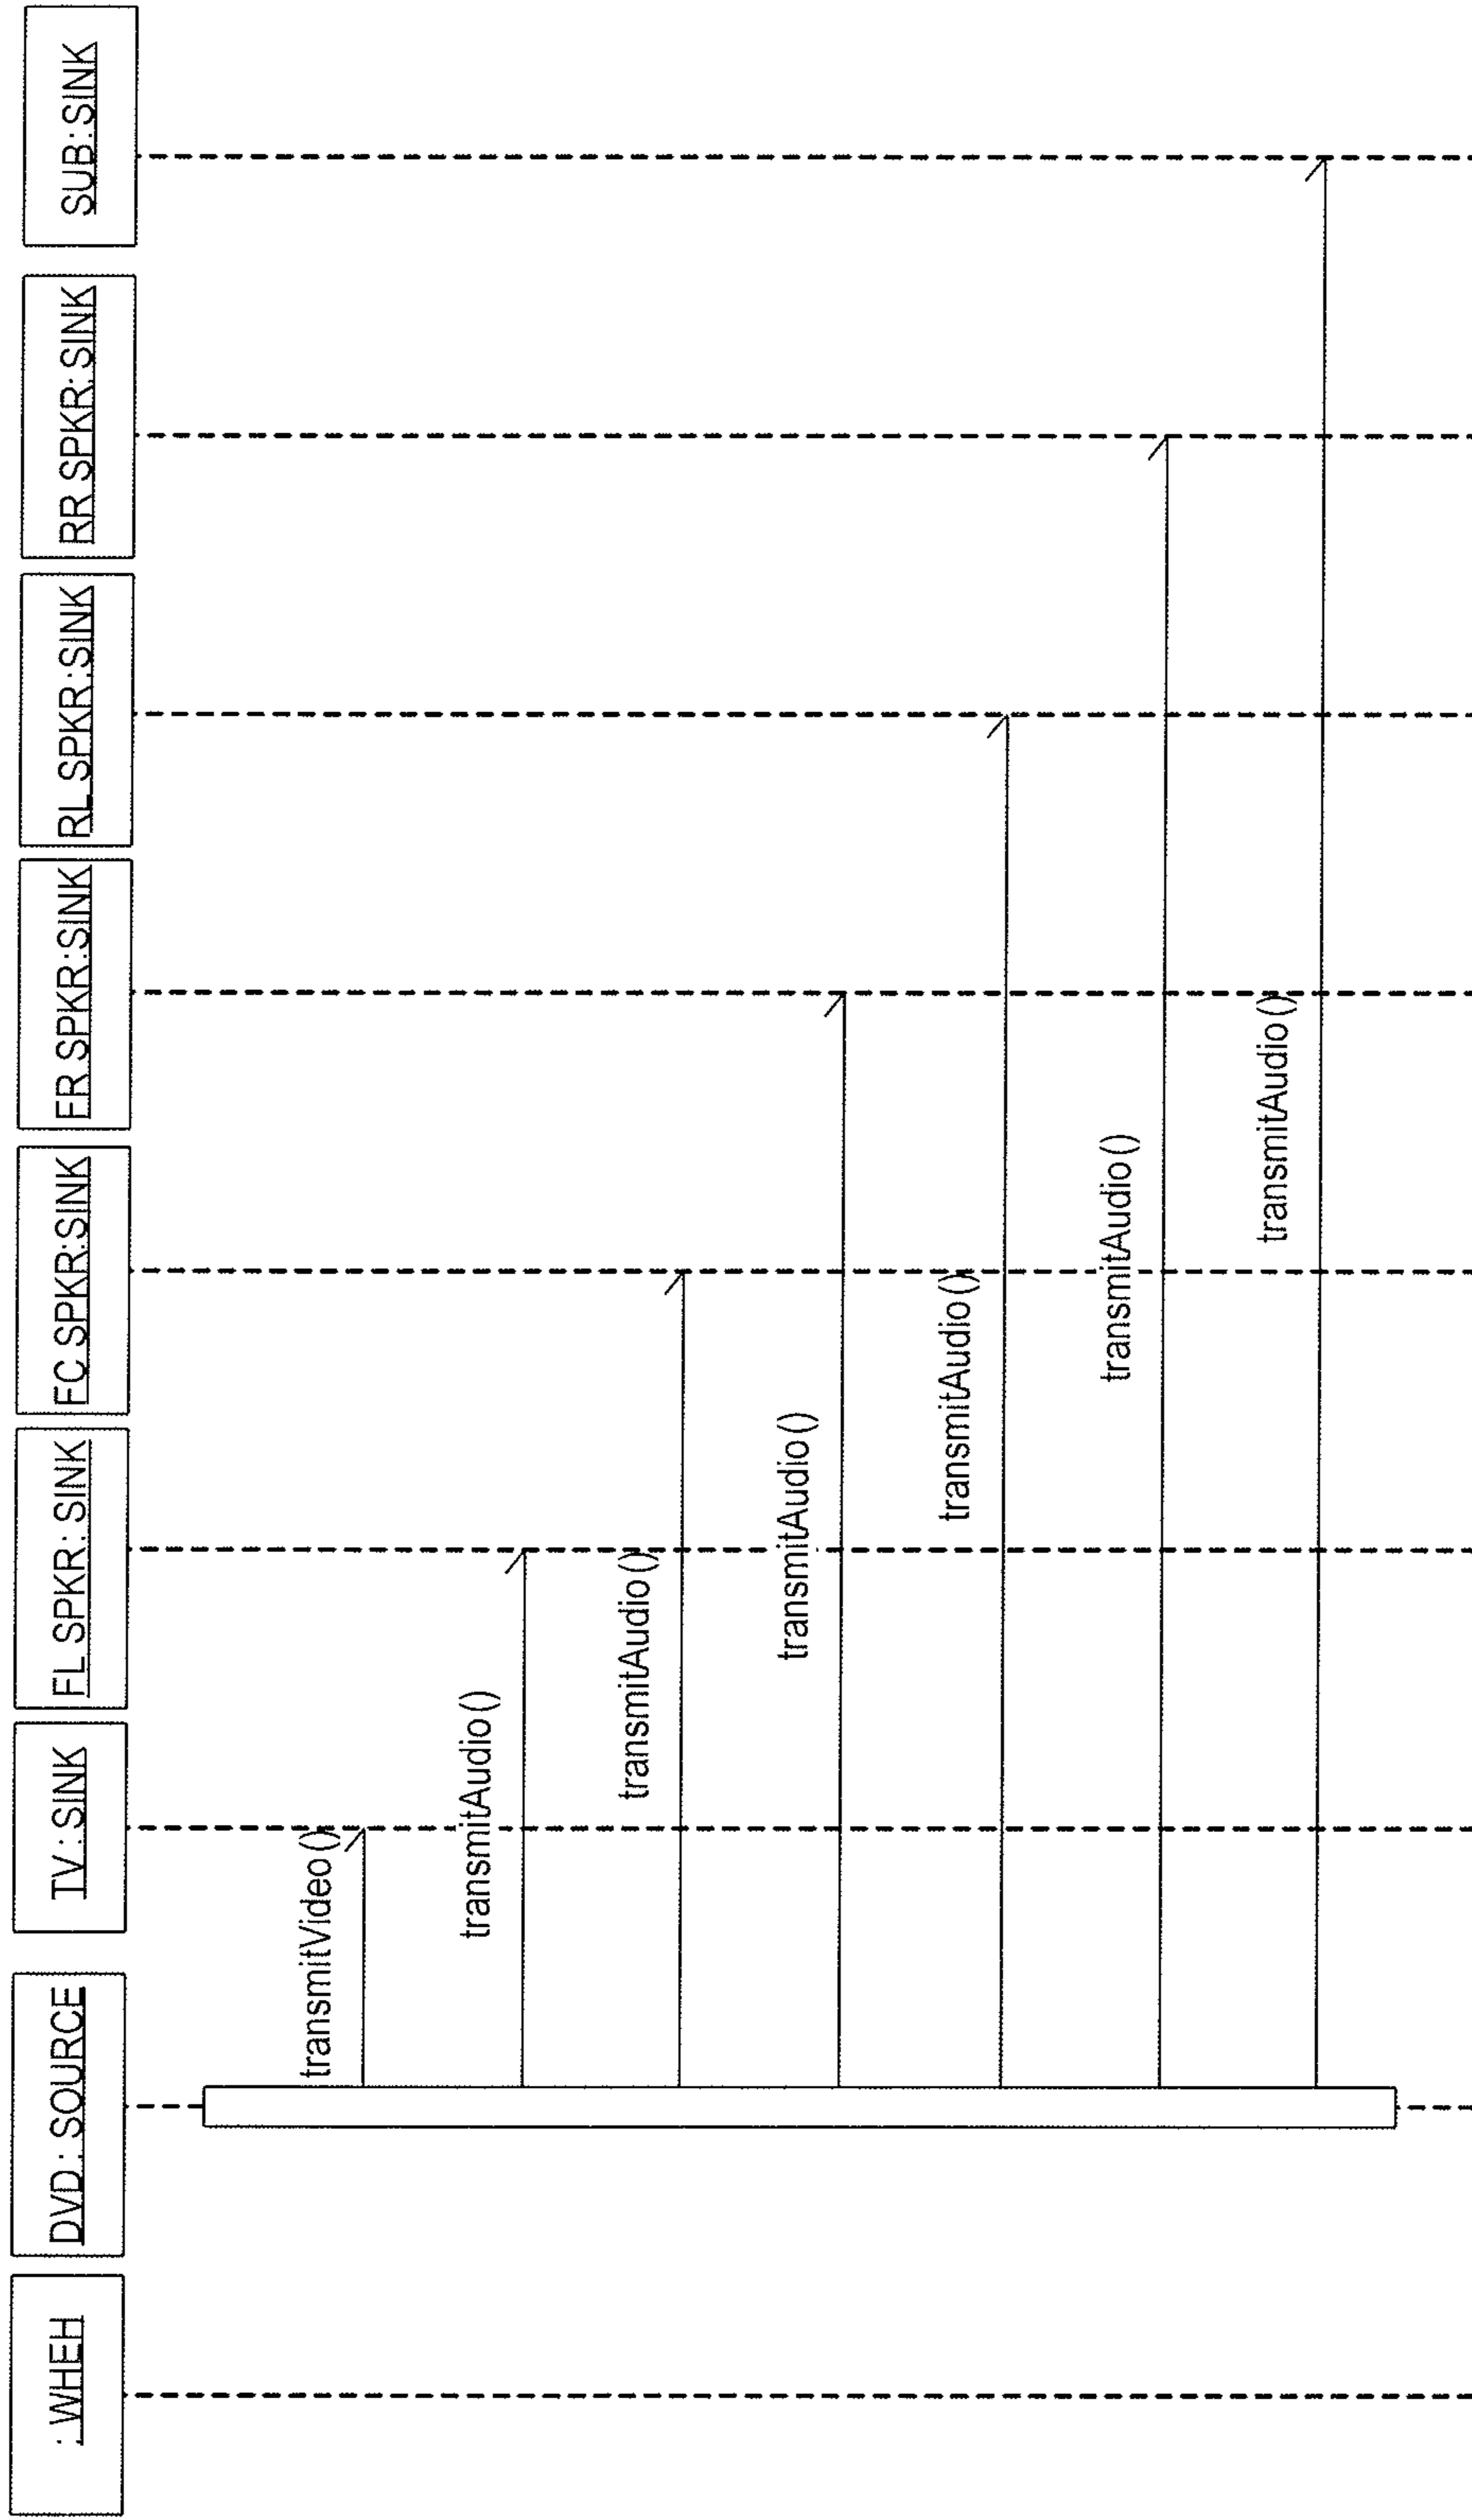 : WHEH
DVD : SOURCE
TV : SINK
FL SPKR : SINK
FC SPKR:SINK
FR SPKR:SINK
RL SPKR:SINK
RR SPKR: SINK
SUB: SINK
transmitVideo()
transmitAudio()
transmitAudio()
transmitAudio()
transmitAudio()
transmitAudio()
transmitAudio()